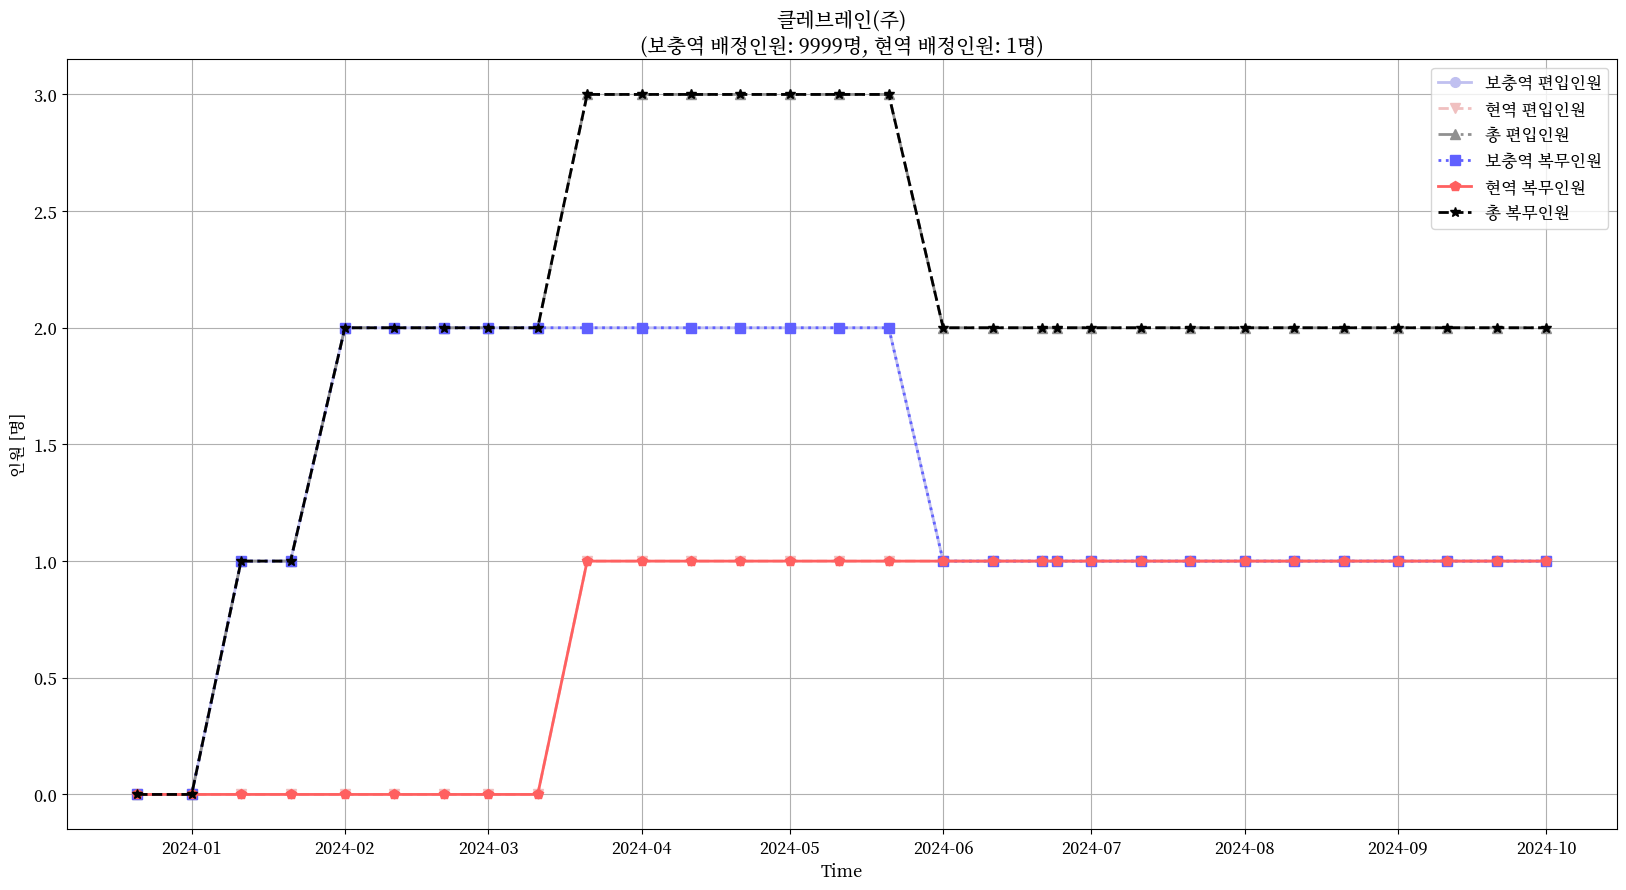 클레브레인(주)
(보충역 배정인원: 9999명, 현역 배정인원: 1명)
보충역 편입인원
현역 편입인원
총 편입인원
보충역 복무인원
현역 복무인원
총 복무인원
인원 [명]
3.0
2.5
2.0
1.5
1.0
0.5
0.0
2024-01 2024-02 2024-03 2024-04 2024-05 2024-06 2024-07 2024-08 2024-09 2024-10
Time